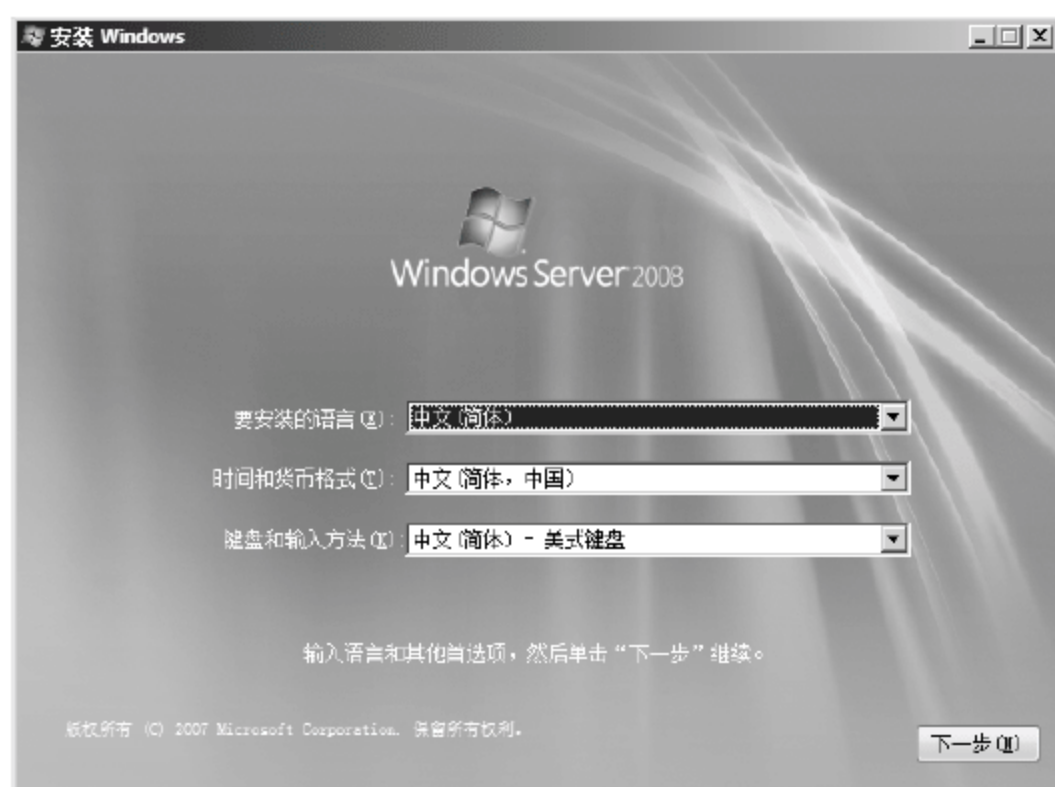 安装 Windows
Windows Server 2008
要安装的语言(E): 中文(简体)
时间和货币格式(T): 中文(简体，中国)
键盘和输入方法(K): 中文(简体) - 美式键盘
输入语言和其他首选项，然后单击“下一步”继续。
版权所有 (C) 2007 Microsoft Corporation. 保留所有权利。
下一步(N)